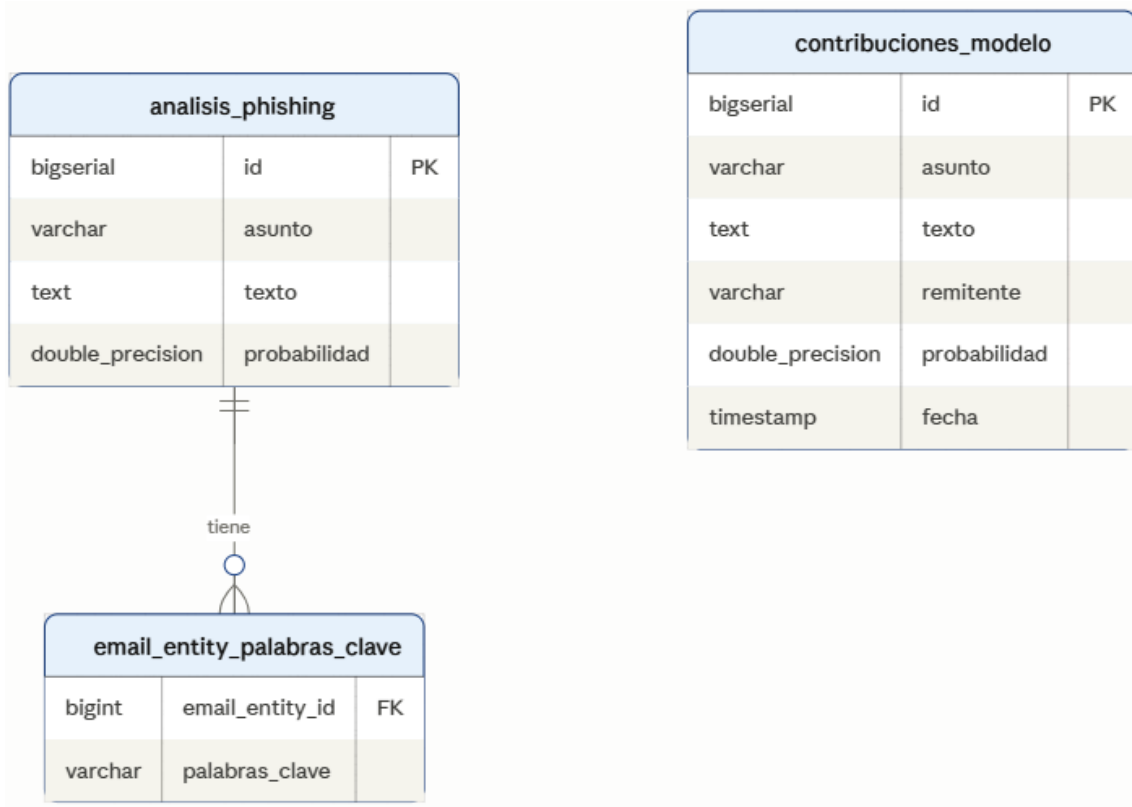 analisis_phishing
bigserial id PK
varchar asunto
text texto
double_precision probabilidad
tiene
email_entity_palabras_clave
bigint email_entity_id FK
varchar palabras_clave
contribuciones_modelo
bigserial id PK
varchar asunto
text texto
varchar remitente
double_precision probabilidad
timestamp fecha